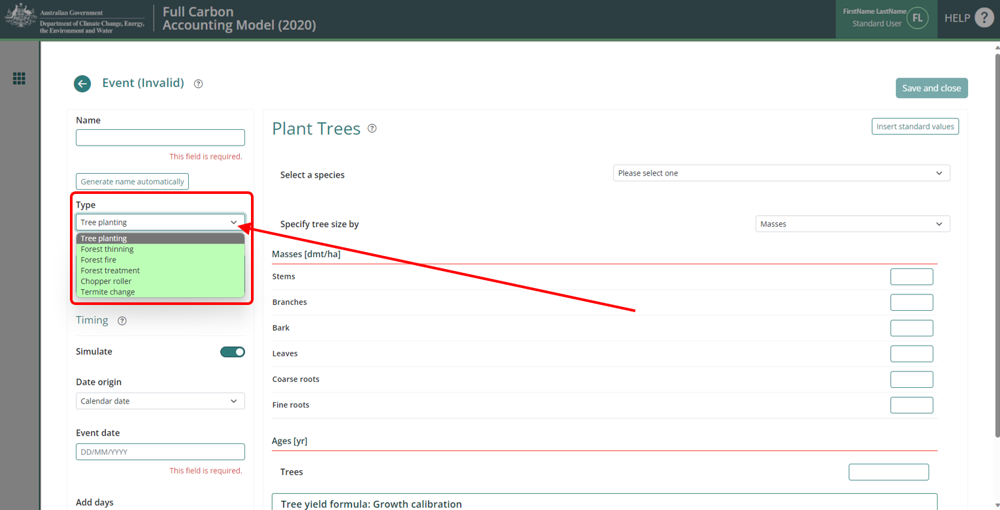 Australian Government
Department of Climate Change, Energy,
the Environment and Water
Full Carbon
Accounting Model (2020)
FirstName LastName
Standard User
FL
HELP ?
Event (Invalid) ?
Save and close
Name
This field is required.
Generate name automatically
Type
Tree planting
Tree planting
Forest thinning
Forest fire
Forest treatment
Chopper roller
Termite change
Timing ?
Simulate
Date origin
Calendar date
Event date
DD/MM/YYYY
This field is required.
Add days
Plant Trees ?
Insert standard values
Select a species
Please select one
Specify tree size by
Masses
Masses [dmt/ha]
Stems
Branches
Bark
Leaves
Coarse roots
Fine roots
Ages [yr]
Trees
Tree yield formula: Growth calibration